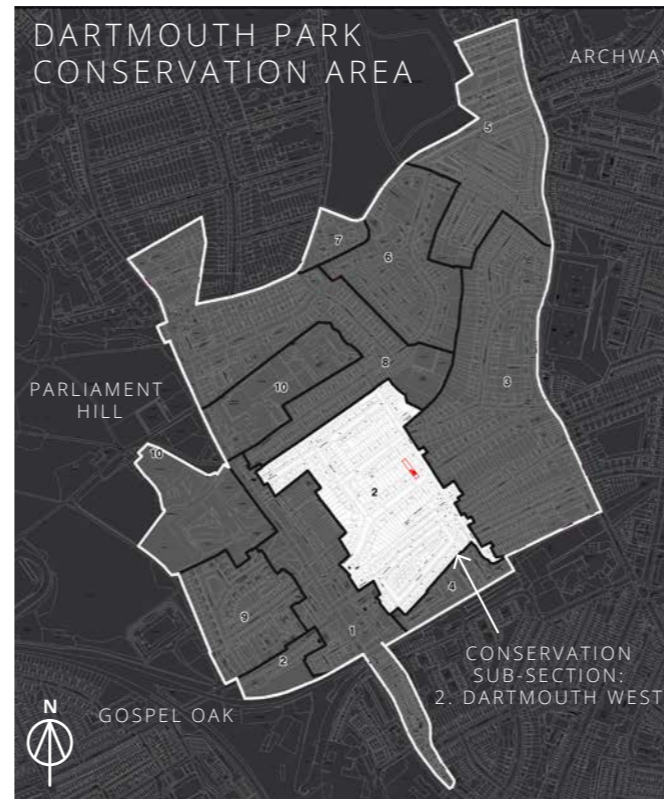 DARTMOUTH PARK
CONSERVATION AREA
ARCHWAY
5
7
6
8
10
3
PARLIAMENT
HILL
10
2
4
9
1
2
CONSERVATION
SUB-SECTION:
2. DARTMOUTH WEST
N
GOSPEL OAK